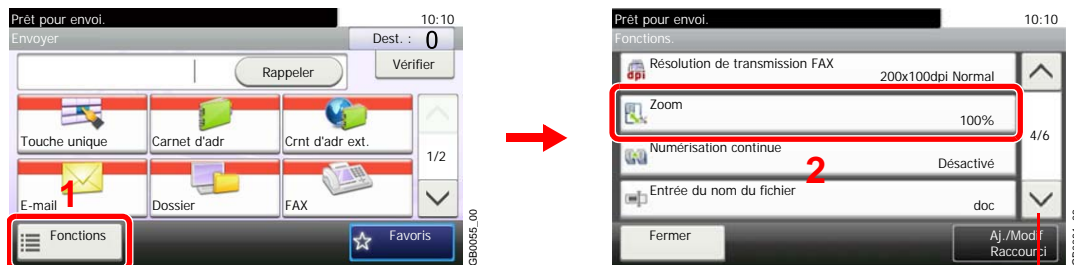 Prêt pour envoi.
10:10
Envoyer
Dest. : 0
Rappeler
Vérifier
Touche unique
Carnet d'adr
Crnt d'adr ext.
1/2
E-mail
Dossier
FAX
1
Fonctions
Favoris
GB0055_00
Prêt pour envoi.
10:10
Fonctions.
dpi
Résolution de transmission FAX
200x100dpi Normal
Zoom
100%
4/6
Numérisation continue
Désactivé
2
Entrée du nom du fichier
doc
Fermer
Aj./Modif
Raccourci